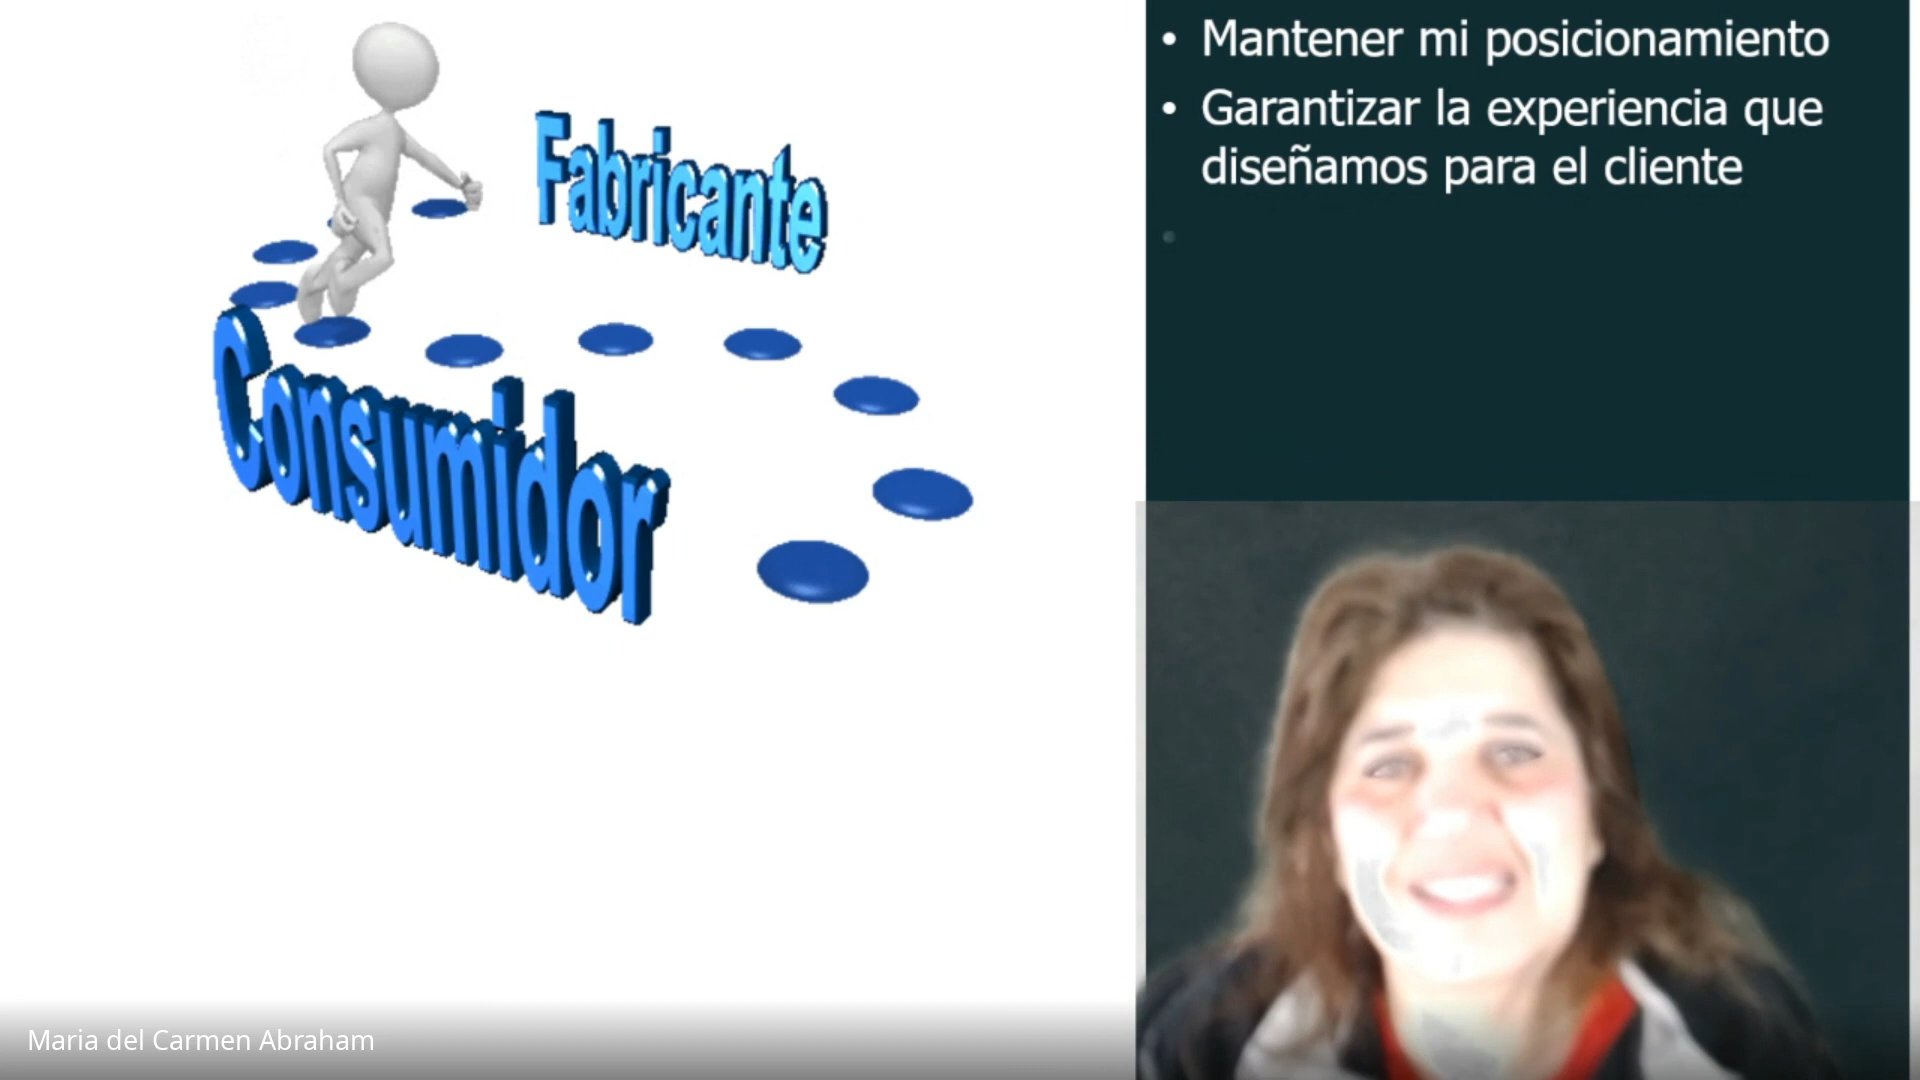 Fabricante
Consumidor
• Mantener mi posicionamiento
• Garantizar la experiencia que
diseñamos para el cliente
•
Maria del Carmen Abraham